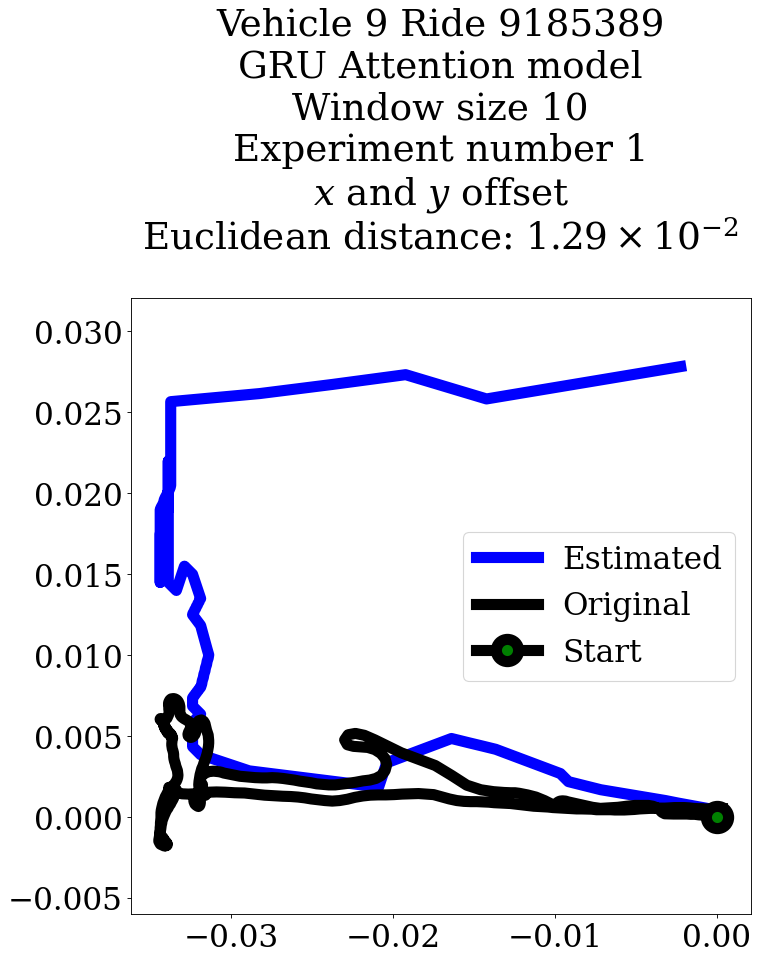 Vehicle 9 Ride 9185389
GRU Attention model
Window size 10
Experiment number 1
x and y offset
Euclidean distance: 1.29 × 10⁻²
0.030
0.025
0.020
0.015
0.010
0.005
0.000
−0.005
Estimated
Original
Start
−0.03
−0.02
−0.01
0.00